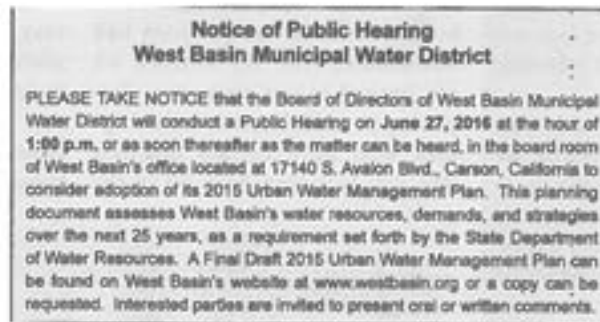 Notice of Public Hearing
West Basin Municipal Water District
PLEASE TAKE NOTICE that the Board of Directors of West Basin Municipal
Water District will conduct a Public Hearing on June 27, 2016 at the hour of
1:00 p.m. or as soon thereafter as the matter can be heard, in the board room
of West Basin's office located at 17140 S. Avalon Blvd., Carson, California to
consider adoption of its 2015 Urban Water Management Plan. This planning
document assesses West Basin's water resources, demands, and strategies
over the next 25 years, as a requirement set forth by the State Department
of Water Resources. A Final Draft 2015 Urban Water Management Plan can
be found on West Basin's website at www.westbasin.org or a copy can be
requested. Interested parties are invited to present oral or written comments.